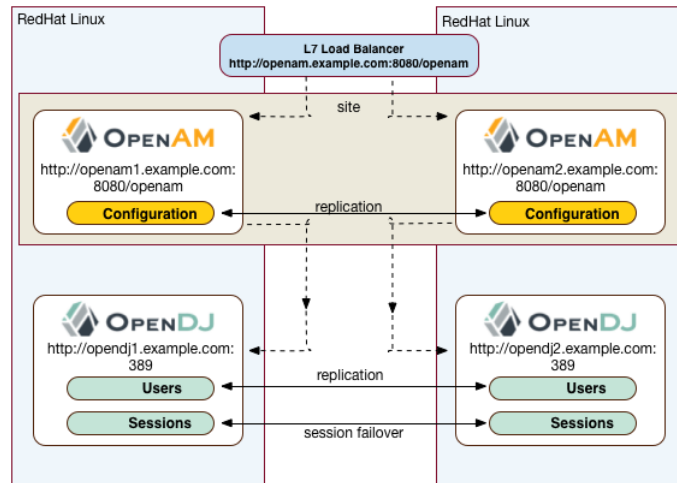 RedHat Linux
RedHat Linux
L7 Load Balancer
http://openam.example.com:8080/openam
site
OPENAM
http://openam1.example.com:
8080/openam
Configuration
OPENAM
http://openam2.example.com:
8080/openam
Configuration
replication
OPENDJ
http://opendj1.example.com:
389
Users
Sessions
OPENDJ
http://opendj2.example.com:
389
Users
Sessions
replication
session failover